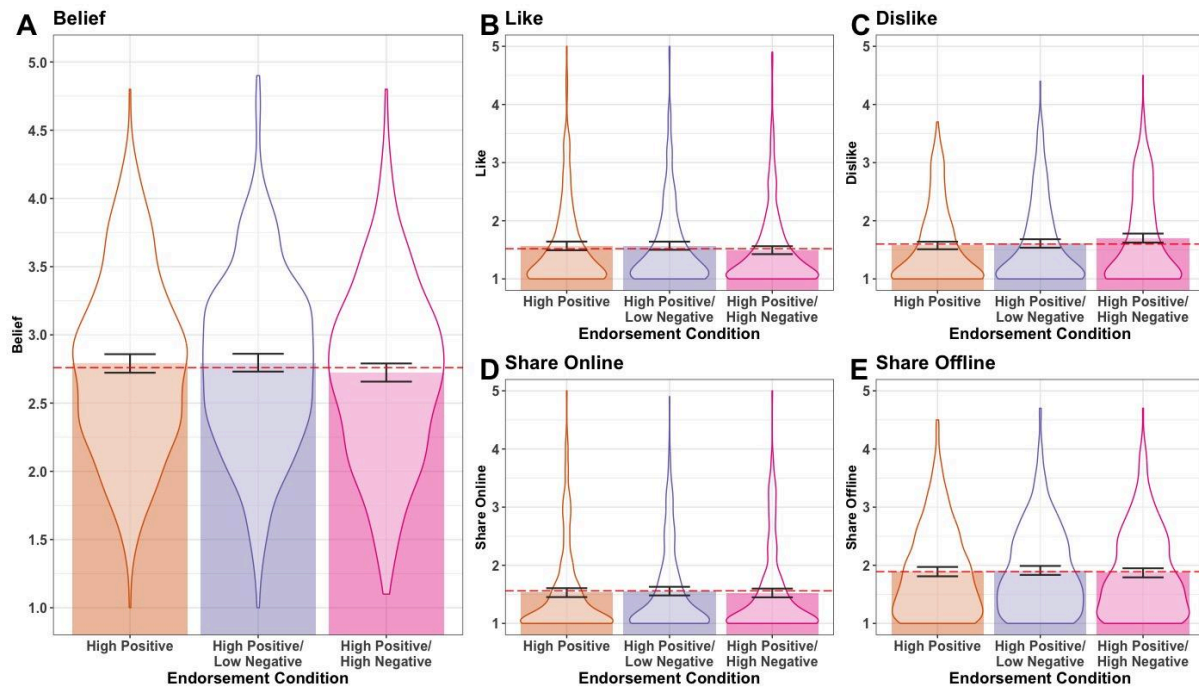 A Belief
Belief
5.0
4.5
4.0
3.5
3.0
2.5
2.0
1.5
1.0
High Positive
High Positive/
Low Negative
High Positive/
High Negative
Endorsement Condition
B Like
Like
5
4
3
2
1
High Positive
High Positive/
Low Negative
High Positive/
High Negative
Endorsement Condition
C Dislike
Dislike
5
4
3
2
1
High Positive
High Positive/
Low Negative
High Positive/
High Negative
Endorsement Condition
D Share Online
Share Online
5
4
3
2
1
High Positive
High Positive/
Low Negative
High Positive/
High Negative
Endorsement Condition
E Share Offline
Share Offline
5
4
3
2
1
High Positive
High Positive/
Low Negative
High Positive/
High Negative
Endorsement Condition